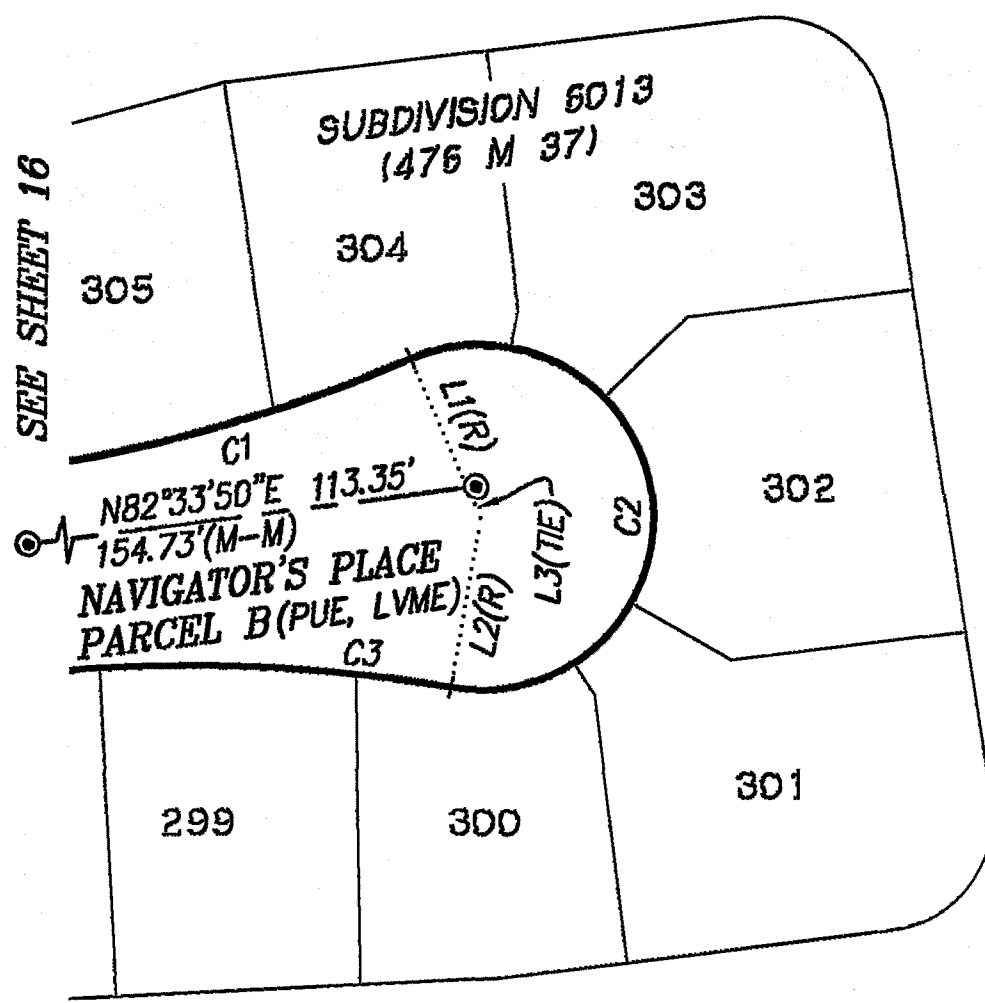 SUBDIVISION 6013
(476 M 37)
SEE SHEET 16
303
304
305
L1(R)
C1
N82°33'50"E 113.35'
154.73'(M-M)
302
C2
L3(TIE)
NAVIGATOR'S PLACE
PARCEL B (PUE, LVME)
L2(R)
C3
301
299
300